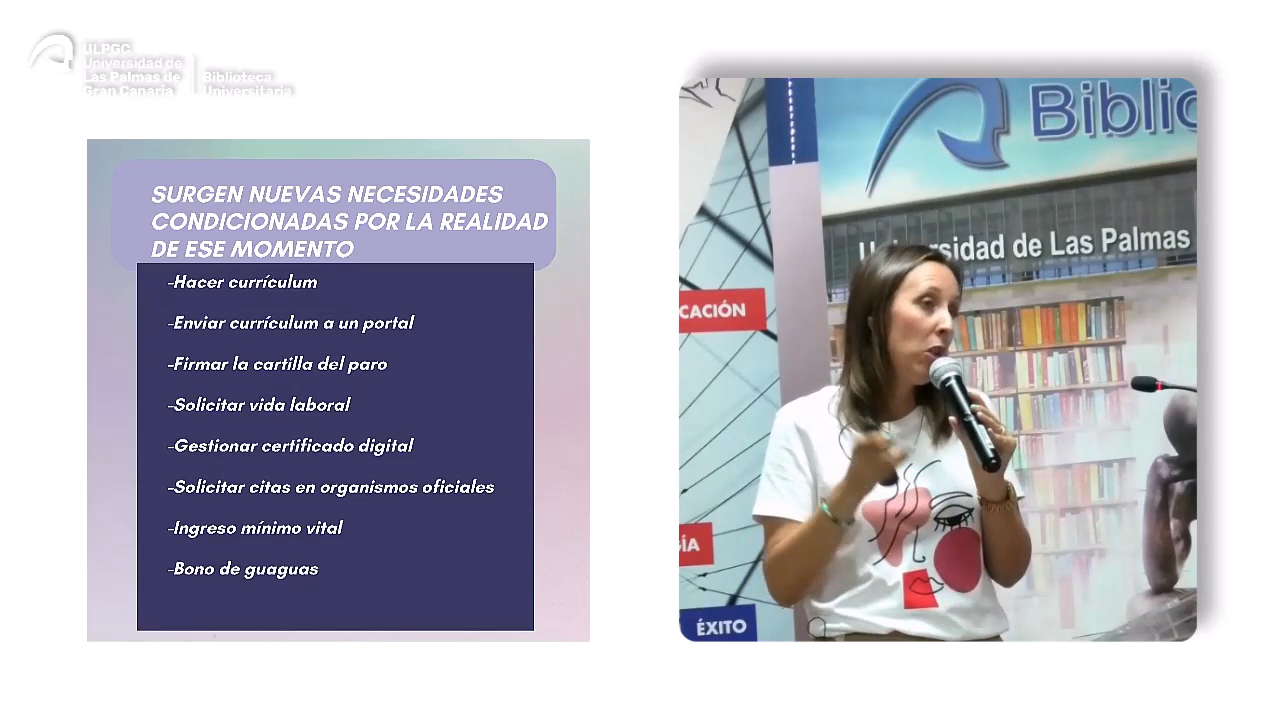 ULPGC
Universidad de
Las Palmas de
Gran Canaria
Biblioteca
Universitaria
SURGEN NUEVAS NECESIDADES
CONDICIONADAS POR LA REALIDAD
DE ESE MOMENTO
-Hacer currículum
-Enviar currículum a un portal
-Firmar la cartilla del paro
-Solicitar vida laboral
-Gestionar certificado digital
-Solicitar citas en organismos oficiales
-Ingreso mínimo vital
-Bono de guaguas
Biblio
sidad de Las Palmas
CACIÓN
GÍA
ÉXITO